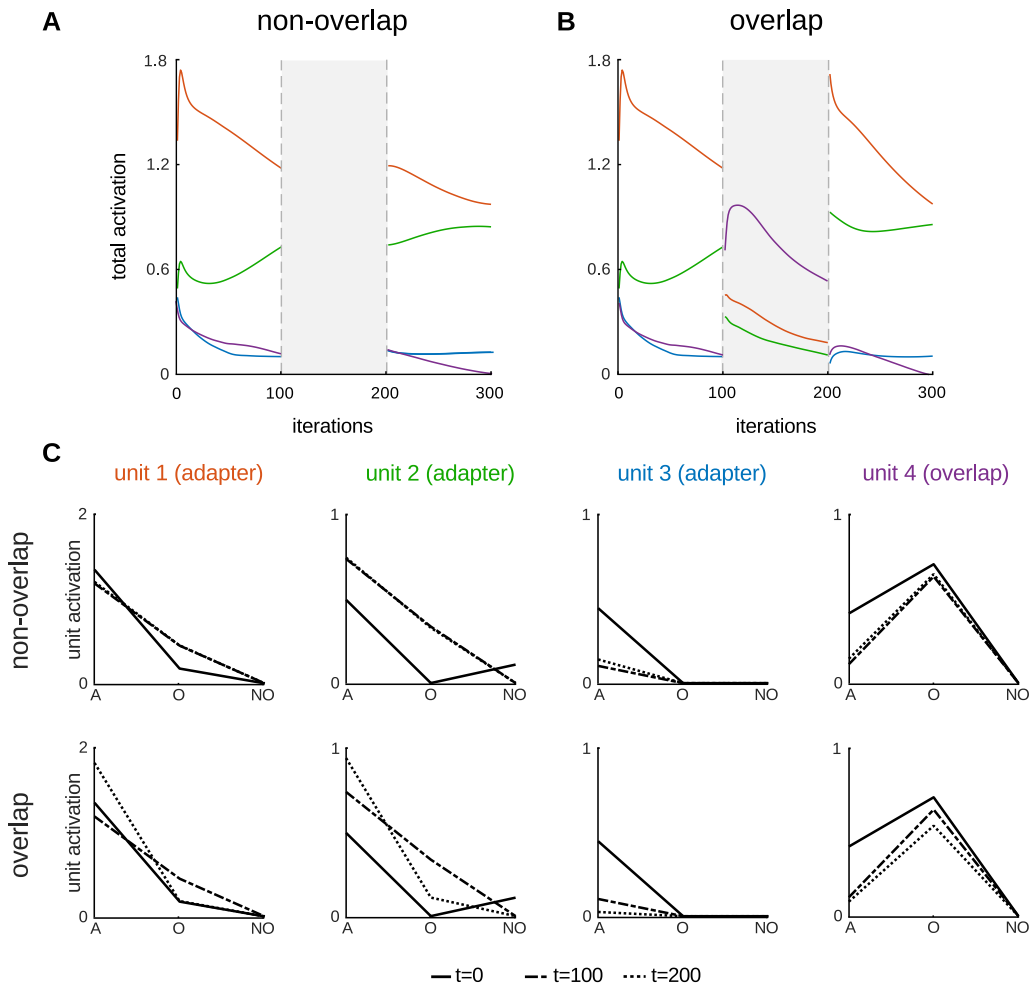 A non-overlap
B overlap
total activation
1.8
1.2
0.6
0
0 100 200 300
iterations
1.8
1.2
0.6
0
0 100 200 300
iterations
C
unit 1 (adapter) unit 2 (adapter) unit 3 (adapter) unit 4 (overlap)
non-overlap
unit activation
2
0
A O NO
1
0
A O NO
1
0
A O NO
1
0
A O NO
overlap
unit activation
2
0
A O NO
1
0
A O NO
1
0
A O NO
1
0
A O NO
t=0 t=100 t=200